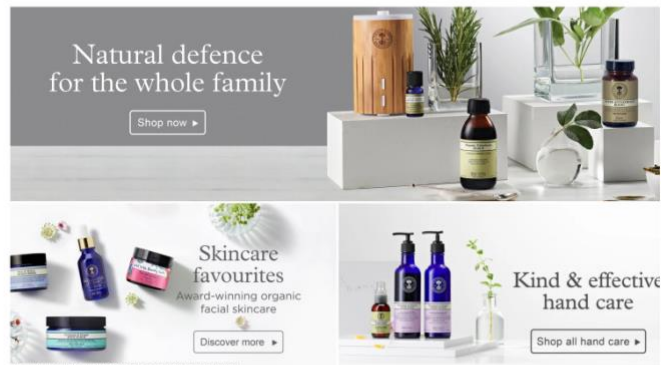 Natural defence
for the whole family
Shop now ▸
Skincare
favourites
Award-winning organic
facial skincare
Discover more ▸
Kind & effective
hand care
Shop all hand care ▸